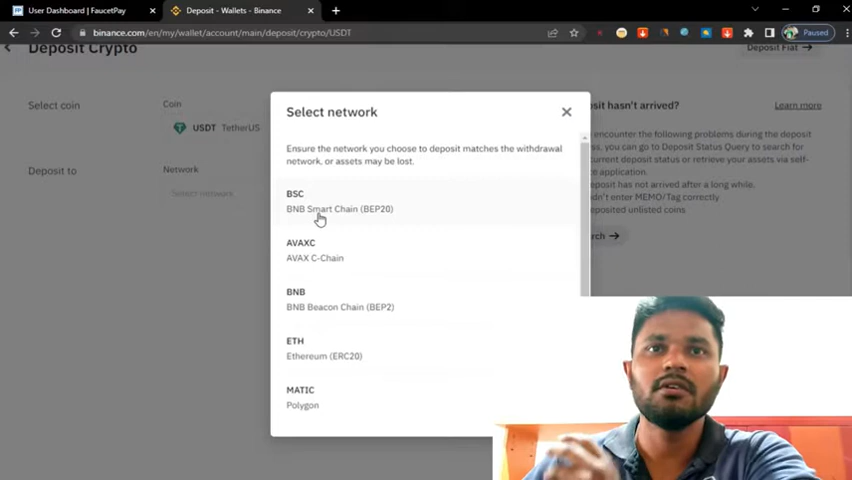 User Dashboard | FaucetPay
Deposit - Wallets - Binance
binance.com/en/my/wallet/account/main/deposit/crypto/USDT
Paused
Deposit Crypto
Deposit Fiat
Select coin
Coin
USDT TetherUS
Deposit to
Network
Select network
Select network
Ensure the network you choose to deposit matches the withdrawal
network, or assets may be lost.
BSC
BNB Smart Chain (BEP20)
AVAXC
AVAX C-Chain
BNB
BNB Beacon Chain (BEP2)
ETH
Ethereum (ERC20)
MATIC
Polygon
osit hasn't arrived?
Learn more
encounter the following problems during the deposit
ss, you can go to Deposit Status Query to search for
current deposit status or retrieve your assets via self-
ce application.
eposit has not arrived after a long while.
dn't enter MEMO/Tag correctly
eposited unlisted coins
rch